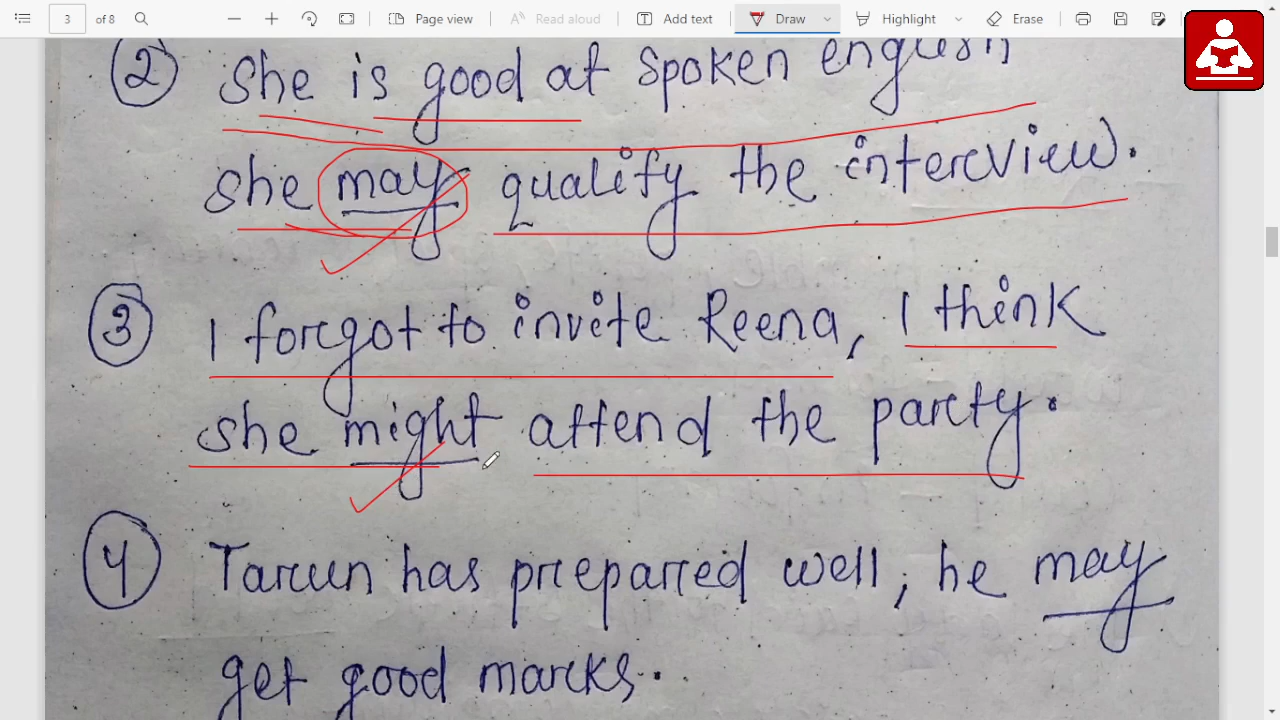 3 of 8 Page view Read aloud Add text Draw Highlight Erase
2 She is good at spoken english
she may qualify the interview.
3 I forgot to invite Reena, I think
she might attend the party.
4 Tarun has prepared well, he may
get good marks.